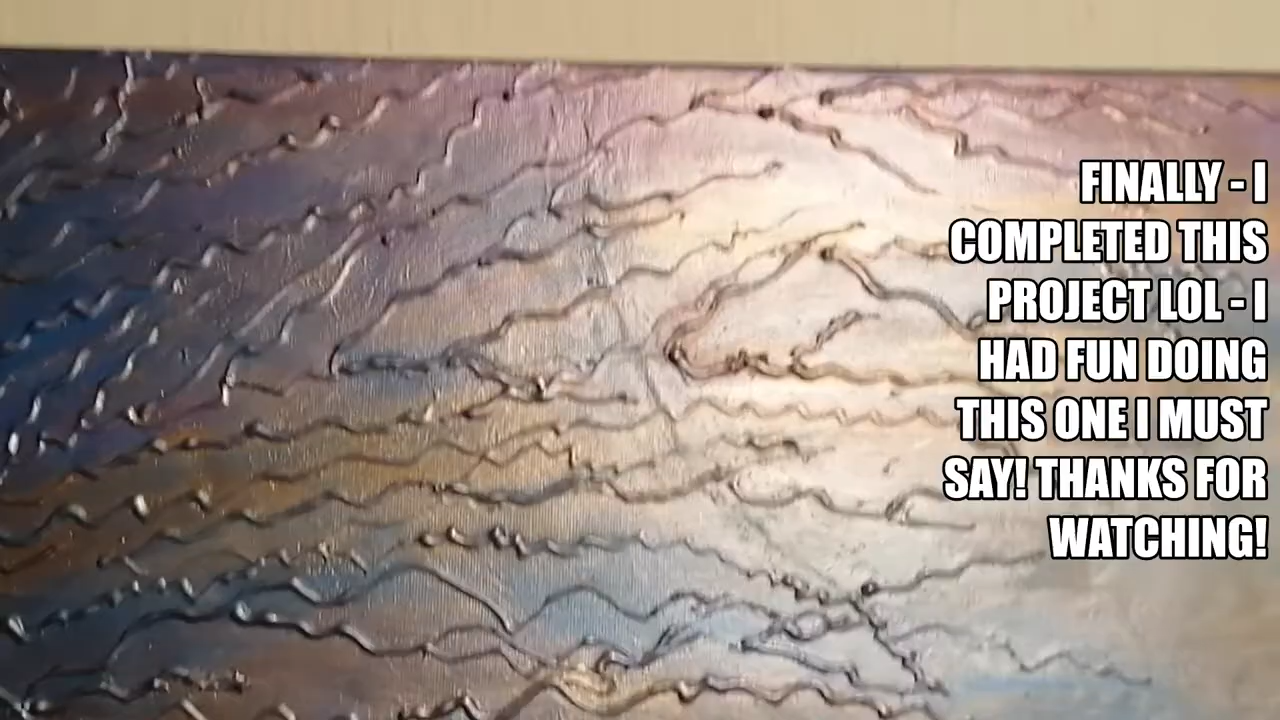 FINALLY - I
COMPLETED THIS
PROJECT LOL - I
HAD FUN DOING
THIS ONE I MUST
SAY! THANKS FOR
WATCHING!